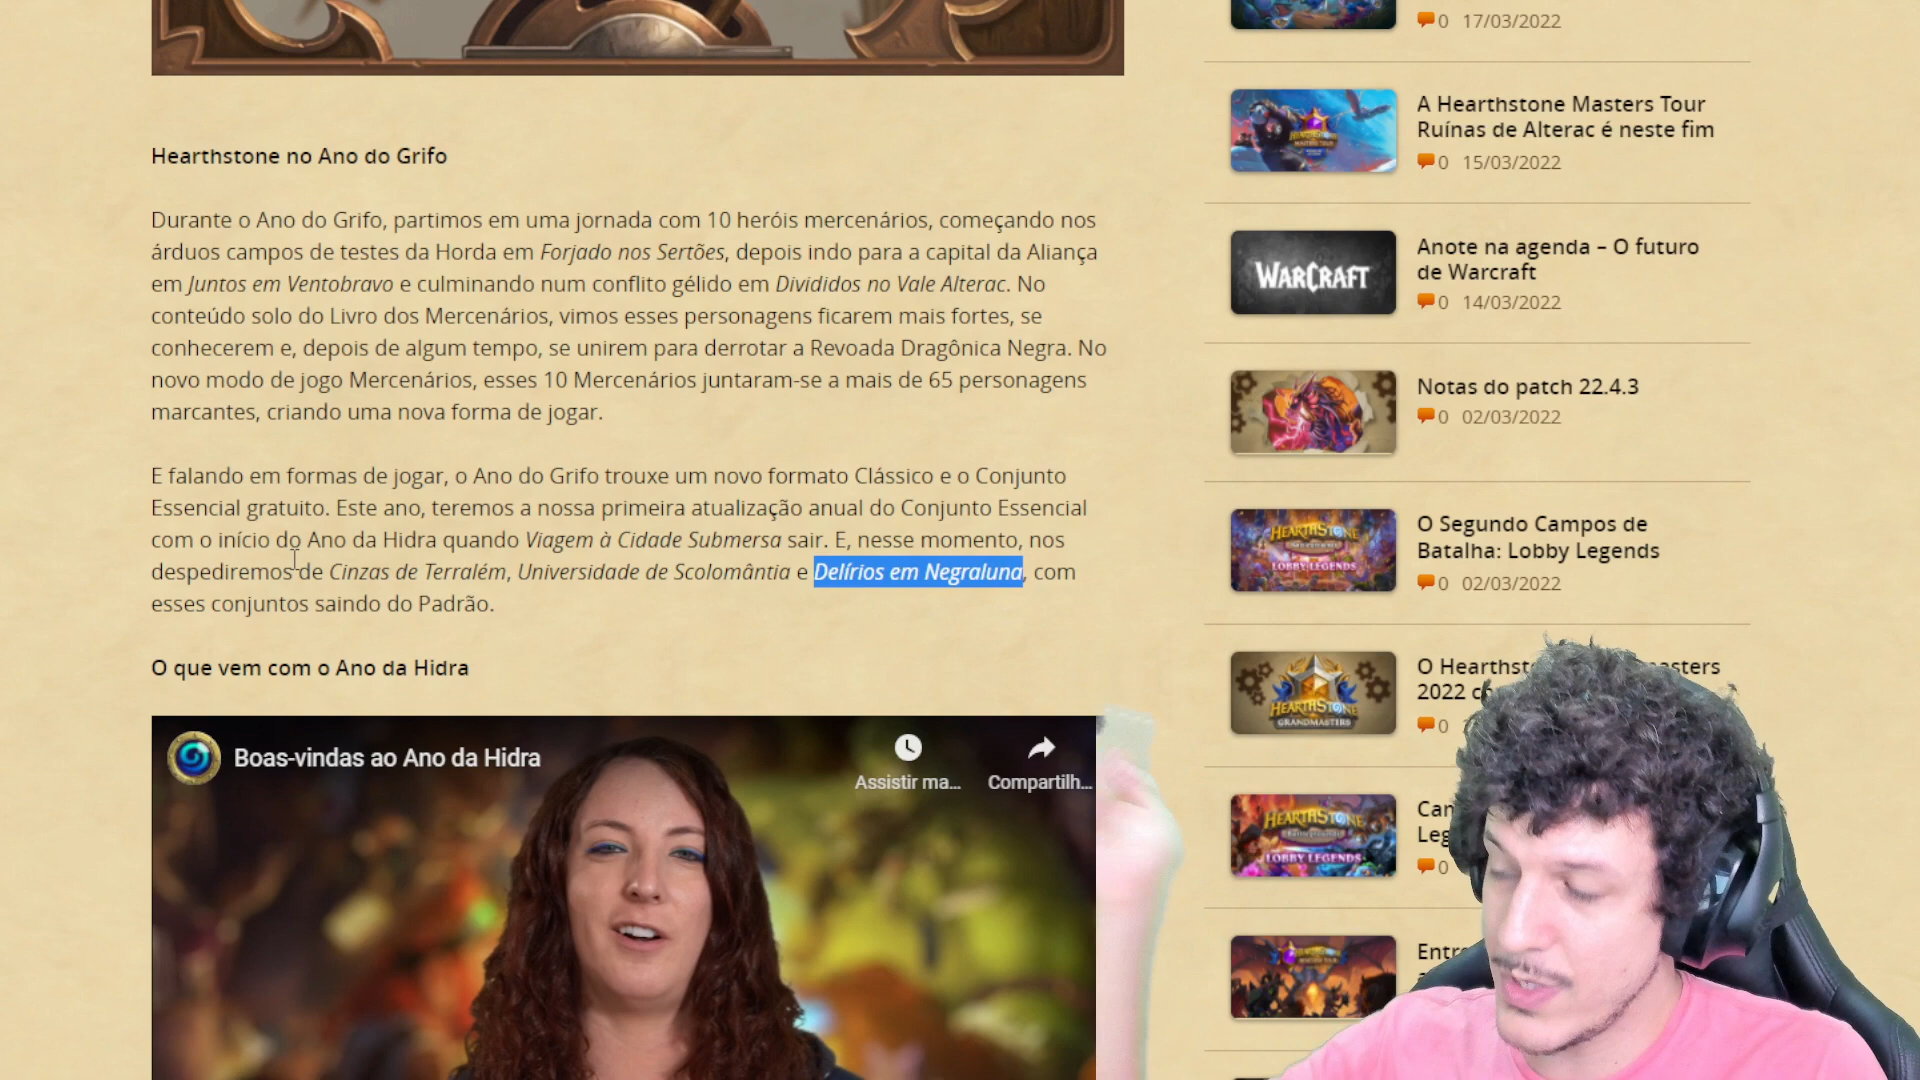 Hearthstone no Ano do Grifo
Durante o Ano do Grifo, partimos em uma jornada com 10 heróis mercenários, começando nos
árduos campos de testes da Horda em Forjado nos Sertões, depois indo para a capital da Aliança
em Juntos em Ventobravo e culminando num conflito gélido em Divididos no Vale Alterac. No
conteúdo solo do Livro dos Mercenários, vimos esses personagens ficarem mais fortes, se
conhecerem e, depois de algum tempo, se unirem para derrotar a Revoada Dragônica Negra. No
novo modo de jogo Mercenários, esses 10 Mercenários juntaram-se a mais de 65 personagens
marcantes, criando uma nova forma de jogar.
E falando em formas de jogar, o Ano do Grifo trouxe um novo formato Clássico e o Conjunto
Essencial gratuito. Este ano, teremos a nossa primeira atualização anual do Conjunto Essencial
com o início do Ano da Hidra quando Viagem à Cidade Submersa sair. E, nesse momento, nos
despediremos de Cinzas de Terralém, Universidade de Scolomântia e Delírios em Negraluna, com
esses conjuntos saindo do Padrão.
O que vem com o Ano da Hidra
Boas-vindas ao Ano da Hidra
Assistir ma...
Compartilh...
0 17/03/2022
HEARTHSTONE
MASTERS TOUR
A Hearthstone Masters Tour
Ruínas de Alterac é neste fim
0 15/03/2022
WARCRAFT
Anote na agenda – O futuro
de Warcraft
0 14/03/2022
Notas do patch 22.4.3
0 02/03/2022
HEARTHSTONE
LOBBY LEGENDS
O Segundo Campos de
Batalha: Lobby Legends
0 02/03/2022
HEARTHSTONE
GRANDMASTERS
O Hearthst
asters
2022 c
0
HEARTHSTONE
Battlegrounds
LOBBY LEGENDS
Can
Leg
0
Entr